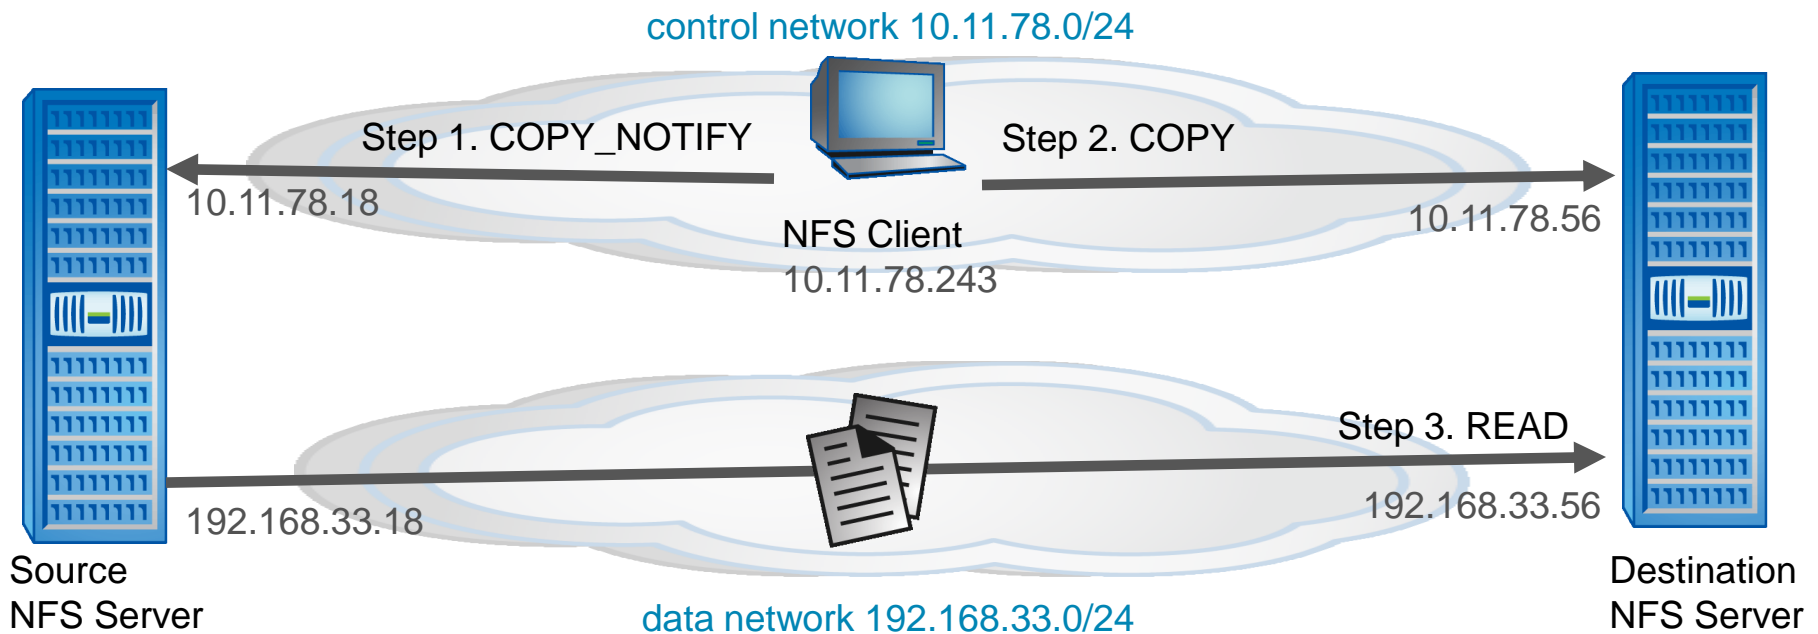 control network 10.11.78.0/24
Step 1. COPY_NOTIFY
Step 2. COPY
10.11.78.18
10.11.78.56
NFS Client
10.11.78.243
Step 3. READ
192.168.33.18
192.168.33.56
Source
NFS Server
Destination
NFS Server
data network 192.168.33.0/24